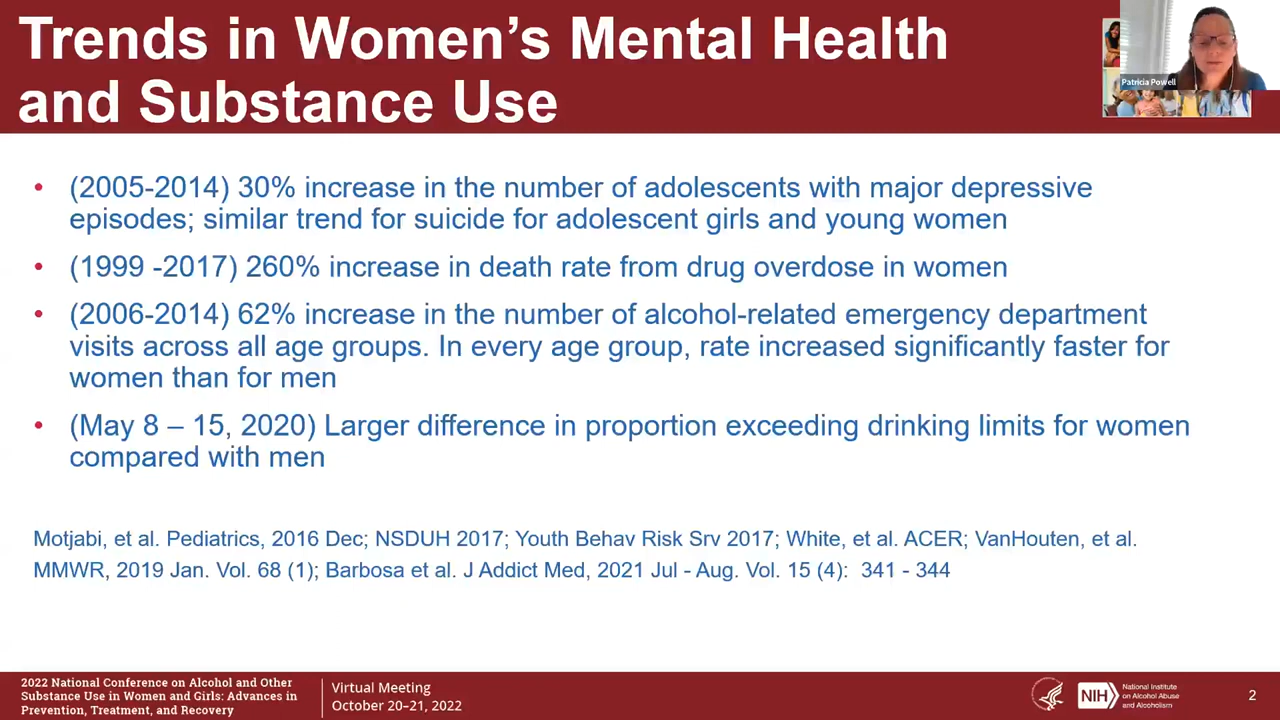 Trends in Women’s Mental Health
and Substance Use
Patricia Powell
• (2005-2014) 30% increase in the number of adolescents with major depressive
episodes; similar trend for suicide for adolescent girls and young women
• (1999 -2017) 260% increase in death rate from drug overdose in women
• (2006-2014) 62% increase in the number of alcohol-related emergency department
visits across all age groups. In every age group, rate increased significantly faster for
women than for men
• (May 8 – 15, 2020) Larger difference in proportion exceeding drinking limits for women
compared with men
Motjabi, et al. Pediatrics, 2016 Dec; NSDUH 2017; Youth Behav Risk Srv 2017; White, et al. ACER; VanHouten, et al.
MMWR, 2019 Jan. Vol. 68 (1); Barbosa et al. J Addict Med, 2021 Jul - Aug. Vol. 15 (4):  341 - 344
2022 National Conference on Alcohol and Other
Substance Use in Women and Girls: Advances in
Prevention, Treatment, and Recovery
Virtual Meeting
October 20–21, 2022
NIH
National Institute
on Alcohol Abuse
and Alcoholism
2